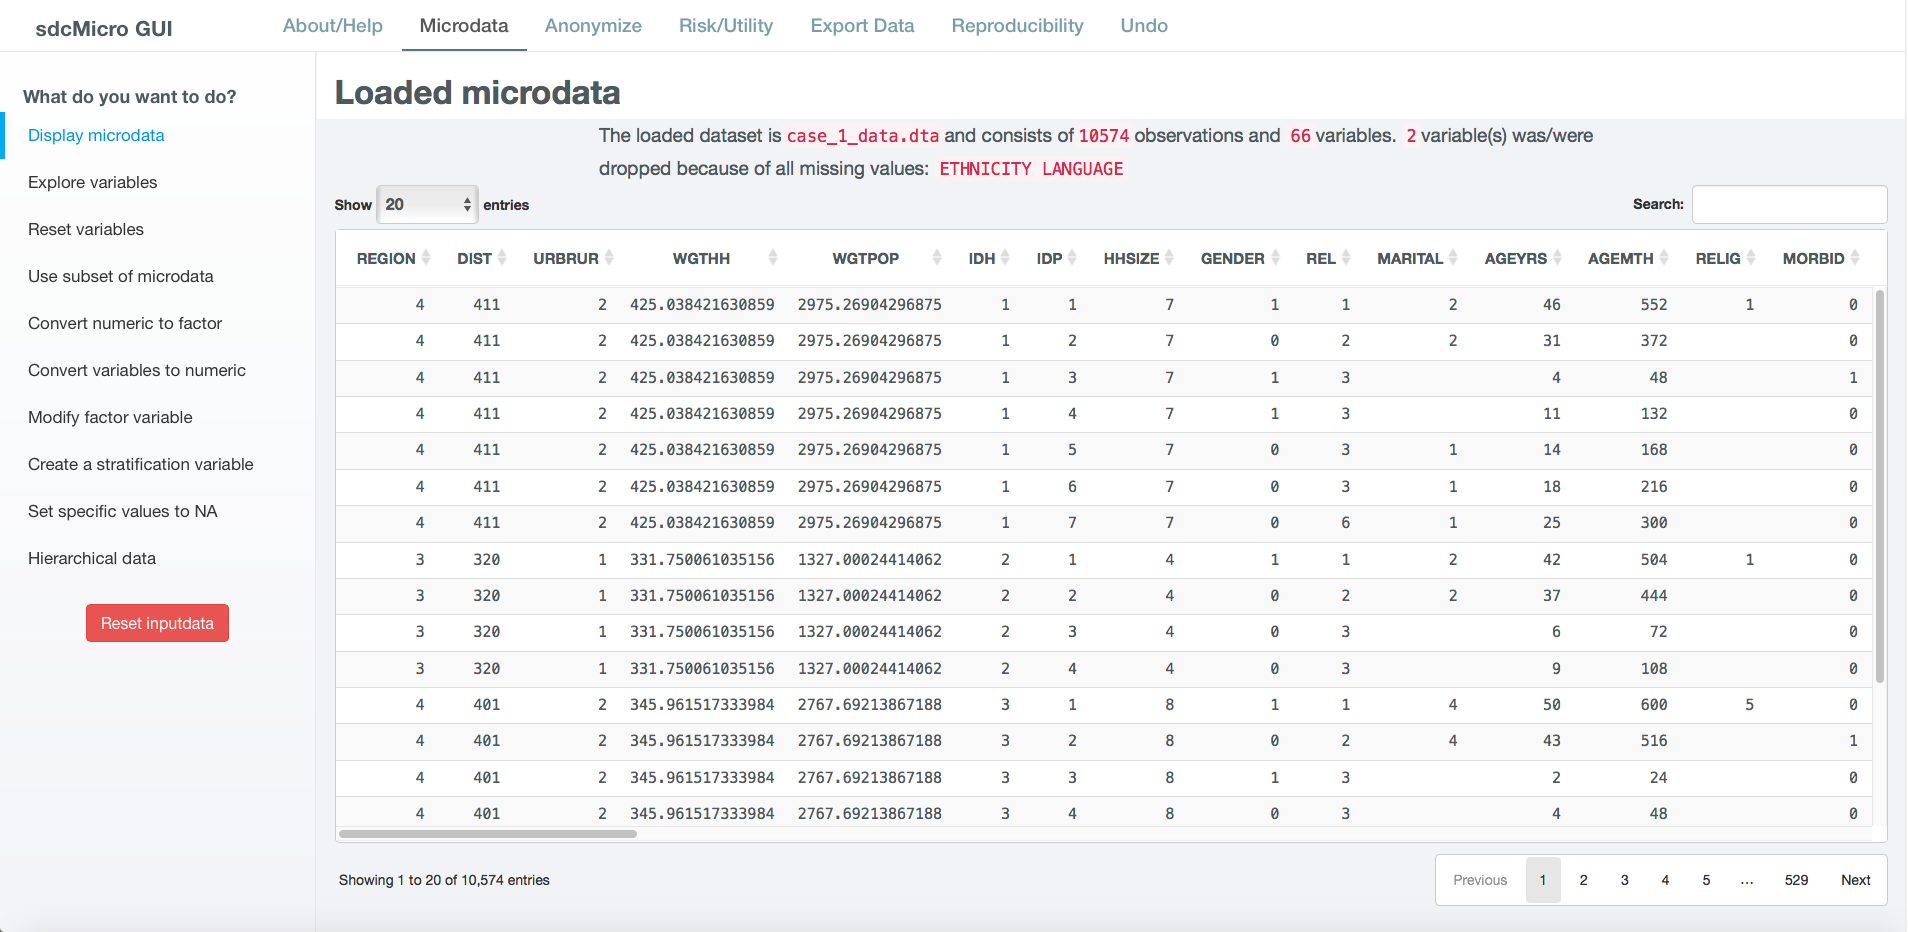 sdcMicro GUI About/Help Microdata Anonymize Risk/Utility Export Data Reproducibility Undo
What do you want to do?
Display microdata
Explore variables
Reset variables
Use subset of microdata
Convert numeric to factor
Convert variables to numeric
Modify factor variable
Create a stratification variable
Set specific values to NA
Hierarchical data
Reset inputdata
Loaded microdata
The loaded dataset is case_1_data.dta and consists of 10574 observations and 66 variables. 2 variable(s) was/were
dropped because of all missing values: ETHNICITY LANGUAGE
Show 20 entries Search:
REGION DIST URBRUR WGTHH WGTPOP IDH IDP HHSIZE GENDER REL MARITAL AGEYRS AGEMTH RELIG MORBID
4 411 2 425.038421630859 2975.26904296875 1 1 7 1 1 2 46 552 1 0
4 411 2 425.038421630859 2975.26904296875 1 2 7 0 2 2 31 372 0
4 411 2 425.038421630859 2975.26904296875 1 3 7 1 3 4 48 1
4 411 2 425.038421630859 2975.26904296875 1 4 7 1 3 11 132 0
4 411 2 425.038421630859 2975.26904296875 1 5 7 0 3 1 14 168 0
4 411 2 425.038421630859 2975.26904296875 1 6 7 0 3 1 18 216 0
4 411 2 425.038421630859 2975.26904296875 1 7 7 0 6 1 25 300 0
3 320 1 331.750061035156 1327.00024414062 2 1 4 1 1 2 42 504 1 0
3 320 1 331.750061035156 1327.00024414062 2 2 4 0 2 2 37 444 0
3 320 1 331.750061035156 1327.00024414062 2 3 4 0 3 6 72 0
3 320 1 331.750061035156 1327.00024414062 2 4 4 0 3 9 108 0
4 401 2 345.961517333984 2767.69213867188 3 1 8 1 1 4 50 600 5 0
4 401 2 345.961517333984 2767.69213867188 3 2 8 0 2 4 43 516 1
4 401 2 345.961517333984 2767.69213867188 3 3 8 1 3 2 24 0
4 401 2 345.961517333984 2767.69213867188 3 4 8 0 3 4 48 0
Showing 1 to 20 of 10,574 entries Previous 1 2 3 4 5 ... 529 Next